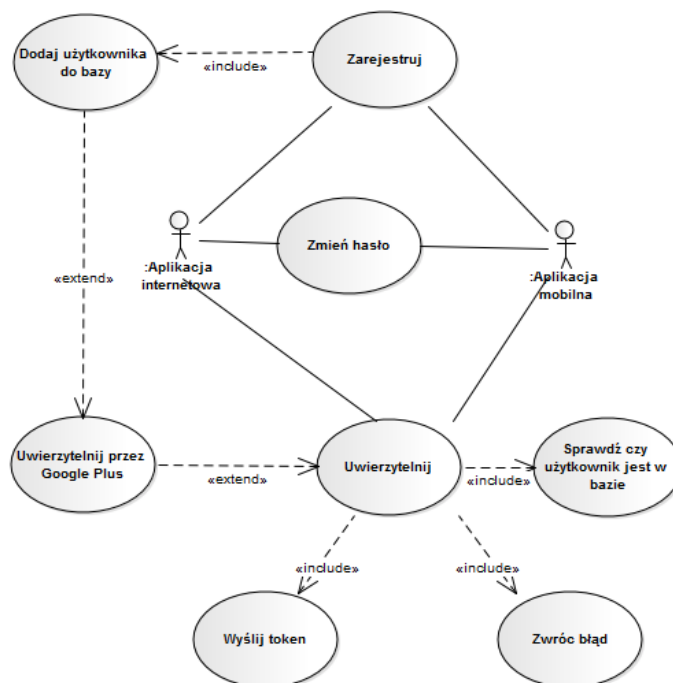 Dodaj użytkownika
do bazy
«include»
Zarejestruj
Zmień hasło
:Aplikacja
internetowa
:Aplikacja
mobilna
«extend»
Uwierzytelnij przez
Google Plus
«extend»
Uwierzytelnij
«include»
Sprawdź czy
użytkownik jest w
bazie
«include»
«include»
Wyślij token
Zwróc błąd